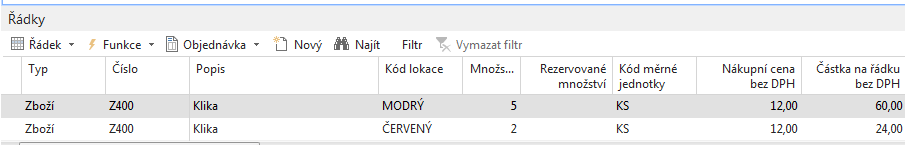 Řádky
Řádek Funkce Objednávka Nový Najít Filtr Vymazat filtr
Typ Číslo Popis Kód lokace Množs... Rezervované množství Kód měrné jednotky Nákupní cena bez DPH Částka na řádku bez DPH
Zboží Z400 Klika MODRÝ 5 KS 12,00 60,00
Zboží Z400 Klika ČERVENÝ 2 KS 12,00 24,00